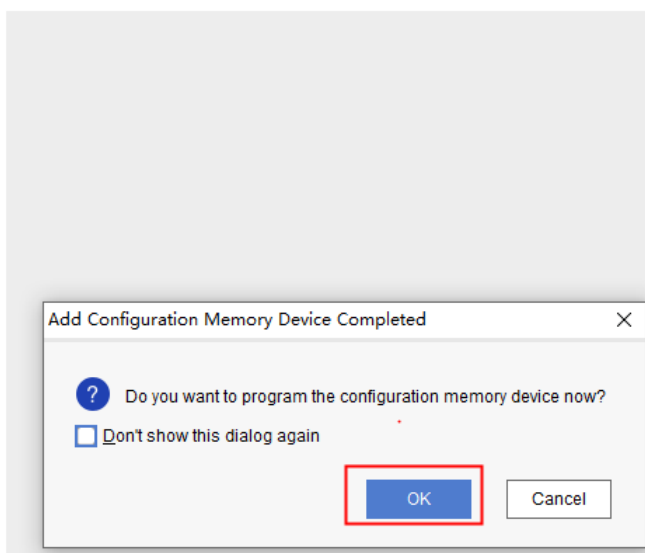 Add Configuration Memory Device Completed
? Do you want to program the configuration memory device now?
Don't show this dialog again
OK Cancel